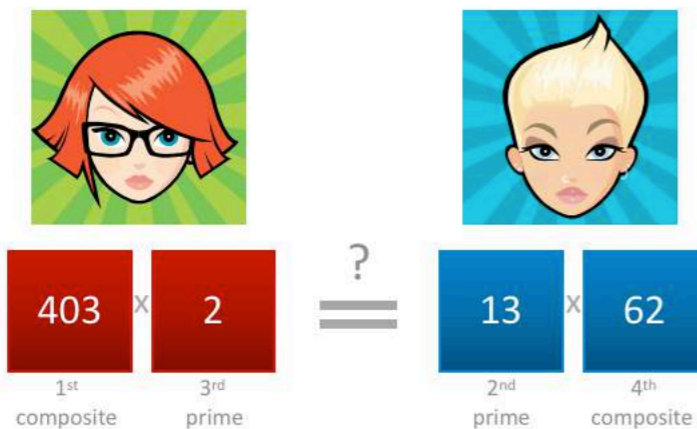 ?
403 x 2 = 13 x 62
1st 3rd 2nd 4th
composite prime prime composite